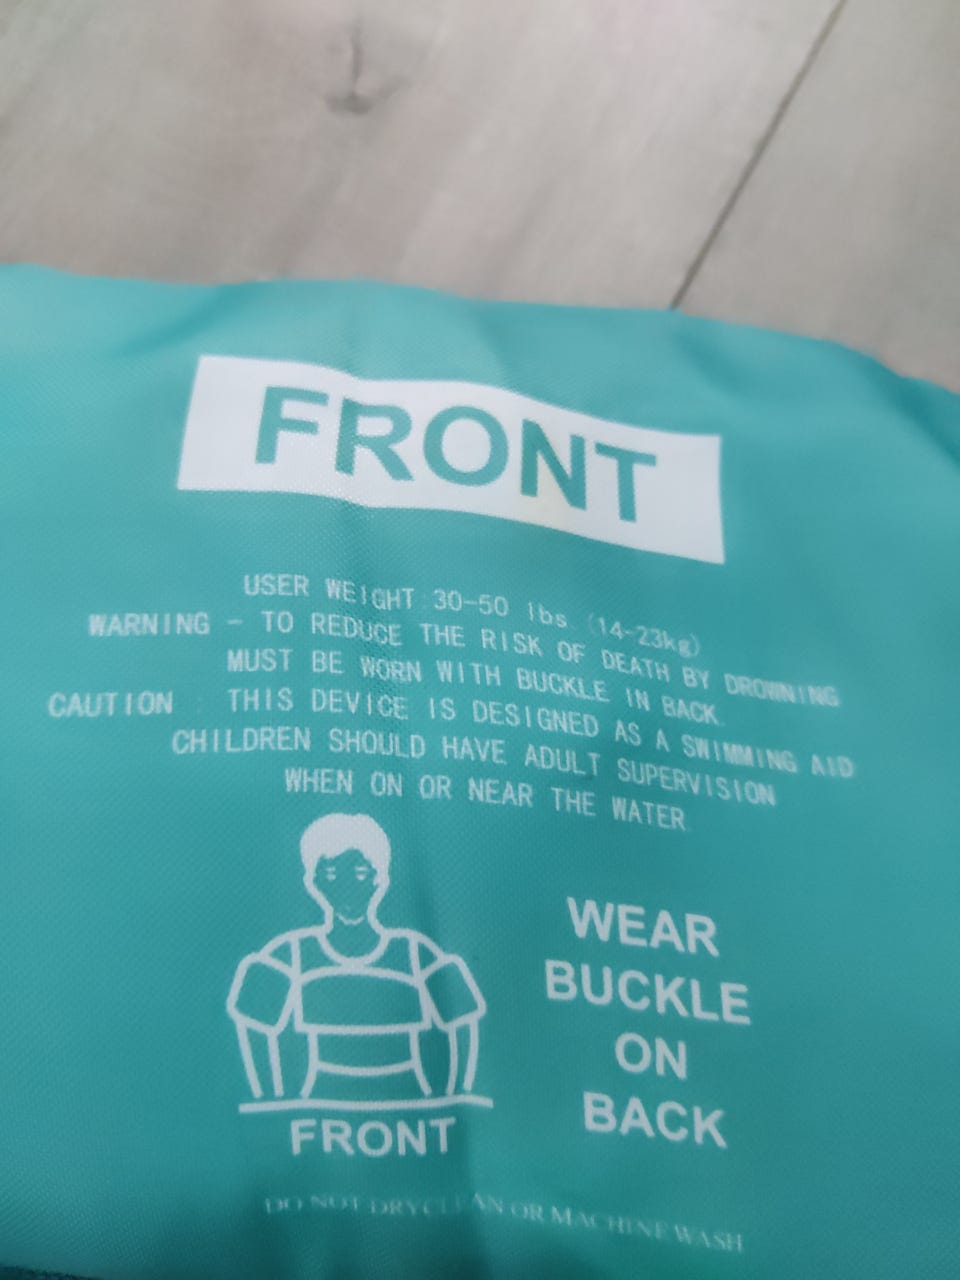 FRONT
USER WEIGHT:30-50 lbs (14-23kg)
WARNING - TO REDUCE THE RISK OF DEATH BY DROWNING
MUST BE WORN WITH BUCKLE IN BACK.
CAUTION : THIS DEVICE IS DESIGNED AS A SWIMMING AID
CHILDREN SHOULD HAVE ADULT SUPERVISION
WHEN ON OR NEAR THE WATER.
WEAR
BUCKLE
ON
BACK
FRONT
DO NOT DRYCLEAN OR MACHINE WASH